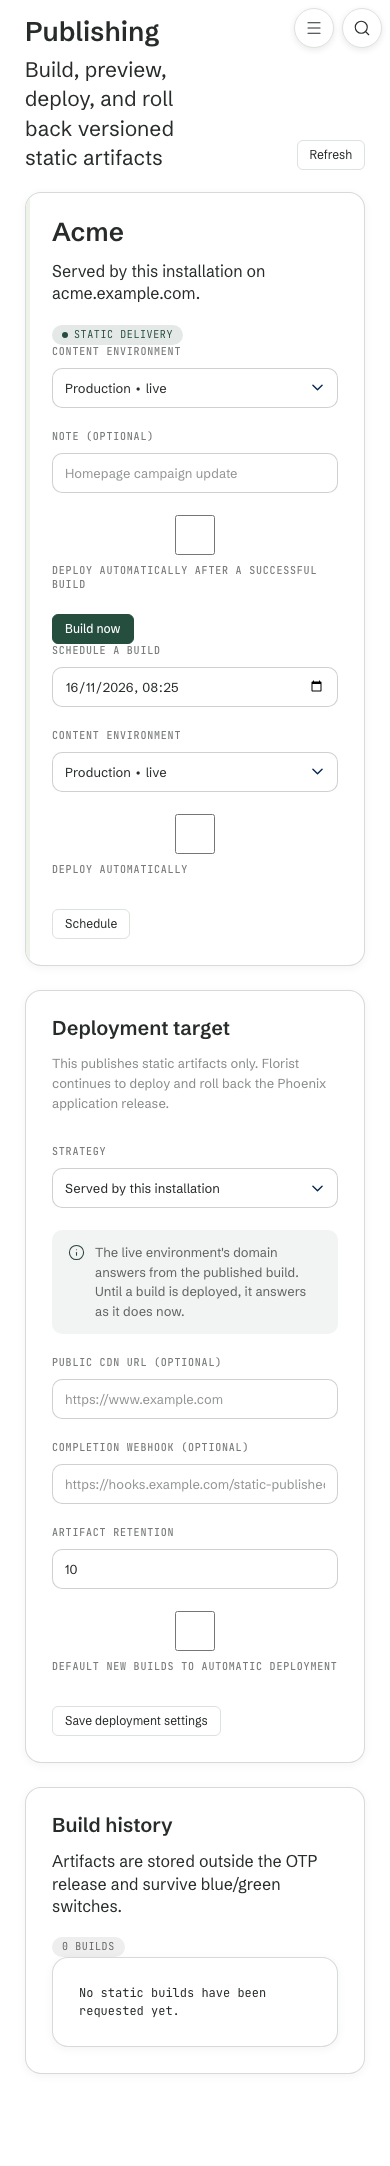 Publishing
Build, preview,
deploy, and roll
back versioned
static artifacts
Refresh
Acme
Served by this installation on
acme.example.com.
STATIC DELIVERY
CONTENT ENVIRONMENT
Production • live
NOTE (OPTIONAL)
Homepage campaign update
DEPLOY AUTOMATICALLY AFTER A SUCCESSFUL
BUILD
Build now
SCHEDULE A BUILD
16/11/2026, 08:25
CONTENT ENVIRONMENT
Production • live
DEPLOY AUTOMATICALLY
Schedule
Deployment target
This publishes static artifacts only. Florist
continues to deploy and roll back the Phoenix
application release.
STRATEGY
Served by this installation
The live environment's domain
answers from the published build.
Until a build is deployed, it answers
as it does now.
PUBLIC CDN URL (OPTIONAL)
https://www.example.com
COMPLETION WEBHOOK (OPTIONAL)
https://hooks.example.com/static-published
ARTIFACT RETENTION
10
DEFAULT NEW BUILDS TO AUTOMATIC DEPLOYMENT
Save deployment settings
Build history
Artifacts are stored outside the OTP
release and survive blue/green
switches.
0 BUILDS
No static builds have been
requested yet.